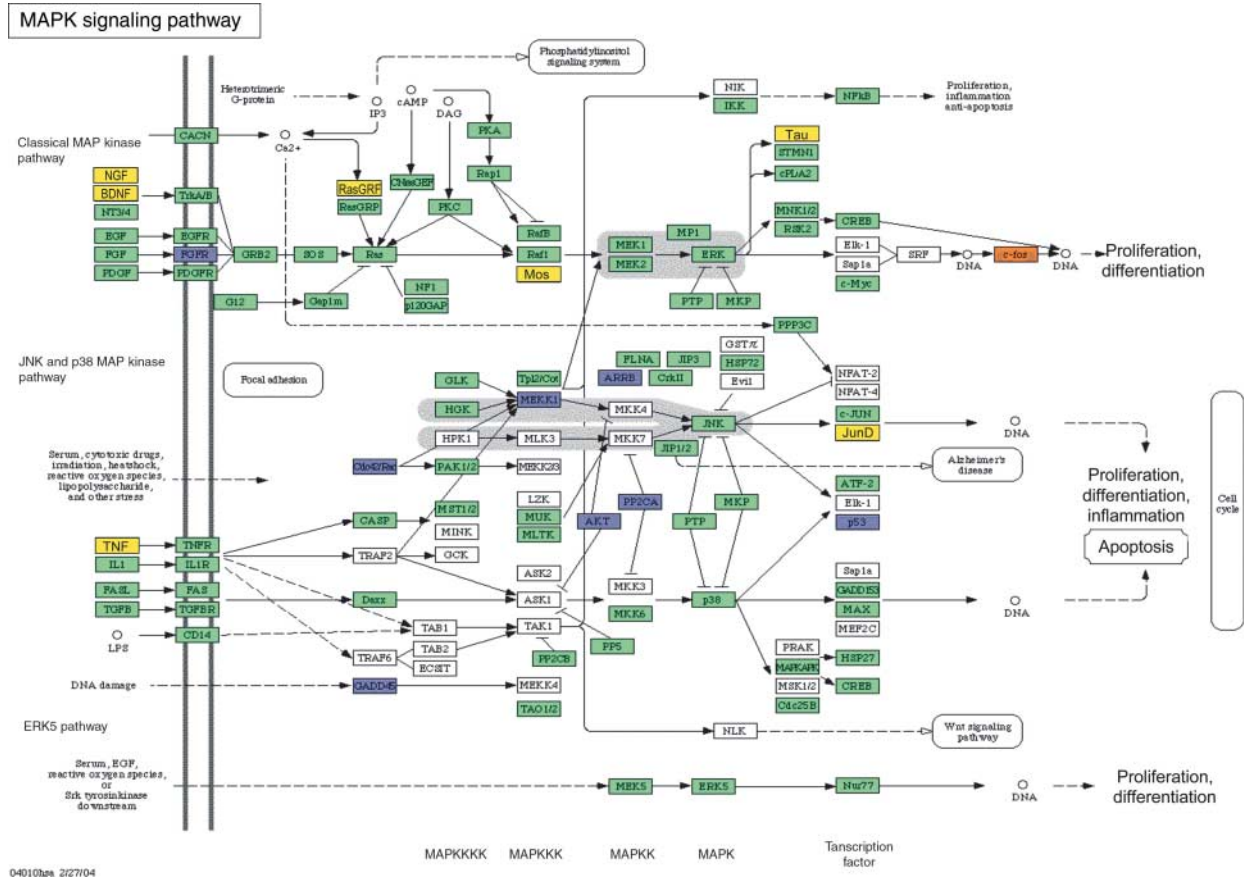 MAPK signaling pathway
Phosphatidylinositol
signaling system
Heterotrimeric
G-protein
IP3
cAMP
DAG
NIK
IKK
NFkB
Proliferation,
inflammation
anti-apoptosis
Classical MAP kinase
pathway
CACN
Ca2+
PKA
Rap1
Tau
STMN1
cPLA2
NGF
BDNF
NT3/4
TrkA/B
RasGRF
RasGRP
CNrasGEF
PKC
RafB
MNK1/2
RSK2
CREB
EGF
EGFR
FGF
FGFR
PDGF
PDGFR
GRB2
SOS
Ras
Raf1
Mos
MEK1
MEK2
MP1
ERK
Elk-1
Sap1a
c-Myc
SRF
DNA
c-fos
DNA
Proliferation,
differentiation
G12
Gap1m
NF1
p120GAP
PTP
MKP
PPP3C
JNK and p38 MAP kinase
pathway
Focal adhesion
GLK
HGK
Tpl2/Cot
MEKK1
ARRB
FLNA
JIP3
CrkII
GSTπ
HSP72
Evi1
NFAT-2
NFAT-4
MKK4
JNK
c-JUN
JunD
DNA
HPK1
MLK3
MKK7
JIP1/2
Alzheimer's
disease
Serum, cytotoxic drugs,
irradiation, heatshock,
reactive oxygen species,
lipopolysaccharide,
and other stress
Cdc42/Rac
PAK1/2
MEKK2/3
LZK
MUK
MLTK
MST1/2
MINK
GCK
CASP
TRAF2
AKT
PP2CA
PTP
MKP
ATF-2
Elk-1
p53
Proliferation,
differentiation,
inflammation
Apoptosis
Cell
cycle
TNF
TNFR
IL1
IL1R
FASL
FAS
TGFB
TGFBR
LPS
CD14
Daxx
ASK2
ASK1
MKK3
MKK6
p38
Sap1a
GADD153
MAX
MEF2C
DNA
TAB1
TAK1
TAB2
ECSIT
TRAF6
PP2CB
PP5
PRAK
MAPKAPK
MSK1/2
Cdc25B
HSP27
CREB
DNA damage
GADD45
MEKK4
TAO1/2
ERK5 pathway
NLK
Wnt signaling
pathway
Serum, EGF,
reactive oxygen species,
or
Srk tyrosinkinase
downstream
MEK5
ERK5
Nur77
DNA
Proliferation,
differentiation
MAPKKKK
MAPKKK
MAPKK
MAPK
Tanscription
factor
04010hsa 2/27/04